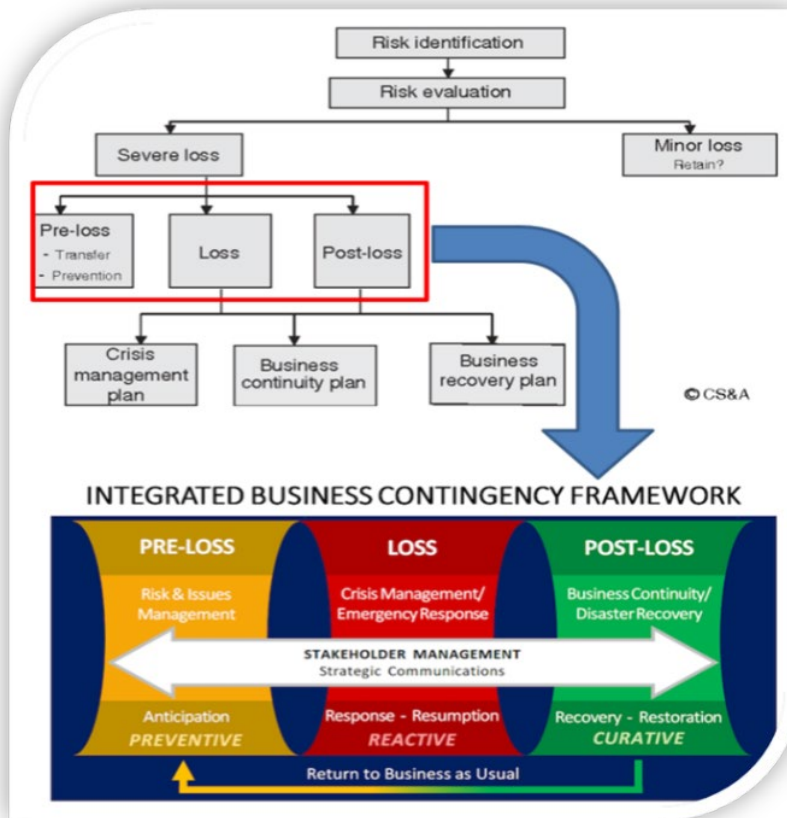 Risk identification
Risk evaluation
Severe loss
Minor loss
Retain?
Pre-loss
- Transfer
- Prevention
Loss
Post-loss
Crisis
management
plan
Business
continuity plan
Business
recovery plan
© CS&A
INTEGRATED BUSINESS CONTINGENCY FRAMEWORK
PRE-LOSS
LOSS
POST-LOSS
Risk & Issues
Management
Crisis Management/
Emergency Response
Business Continuity/
Disaster Recovery
STAKEHOLDER MANAGEMENT
Strategic Communications
Anticipation
PREVENTIVE
Response - Resumption
REACTIVE
Recovery - Restoration
CURATIVE
Return to Business as Usual